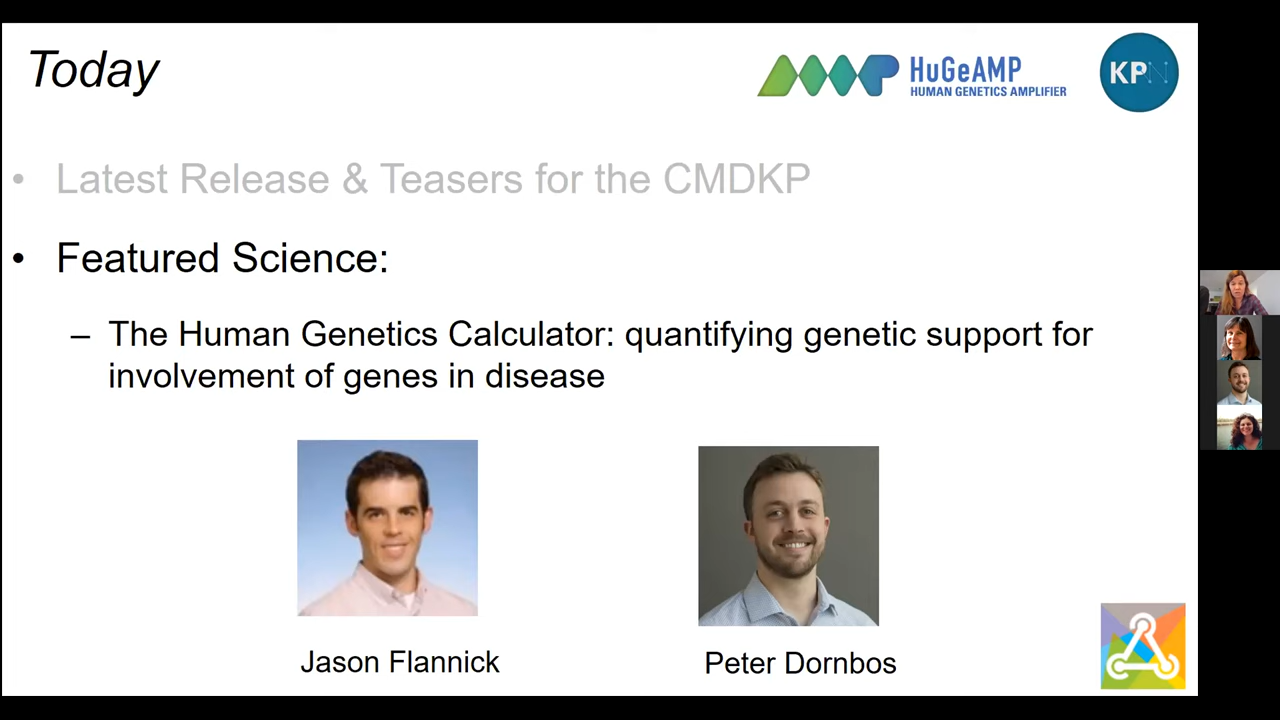 Today
HuGeAMP
HUMAN GENETICS AMPLIFIER
KPN
• Latest Release & Teasers for the CMDKP
• Featured Science:
– The Human Genetics Calculator: quantifying genetic support for
involvement of genes in disease
Jason Flannick
Peter Dornbos